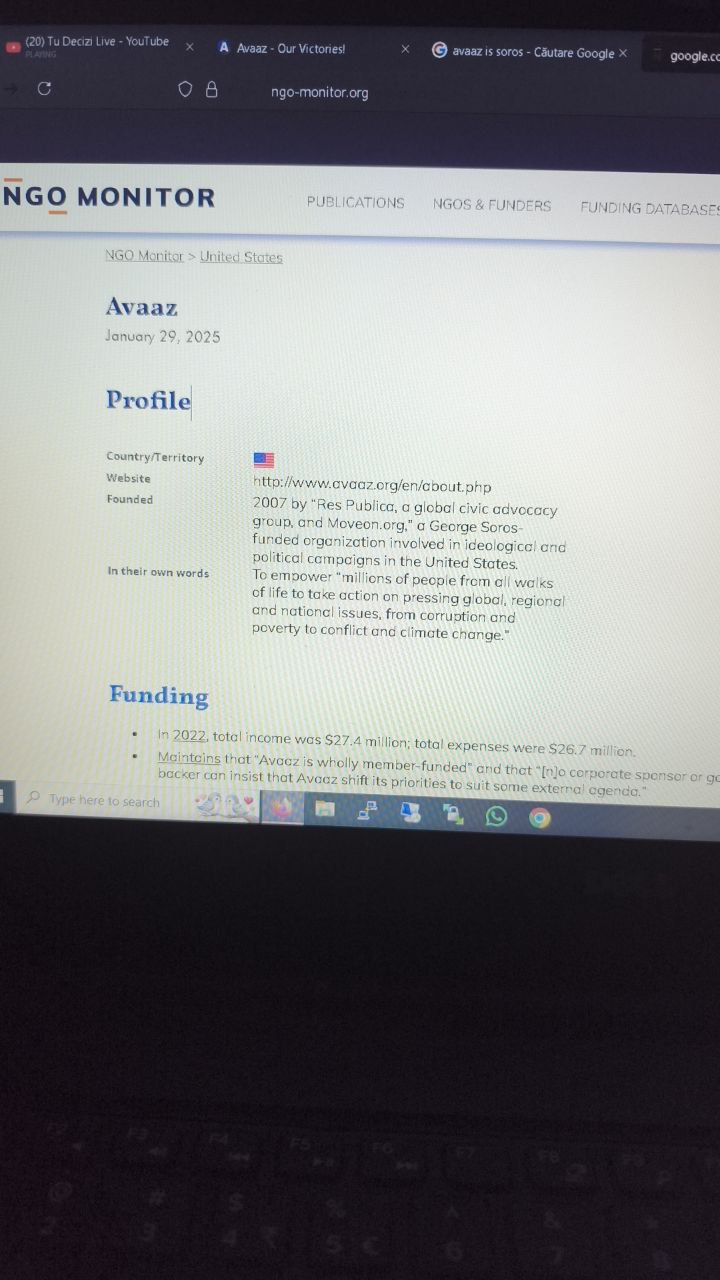 (20) Tu Decizi Live - YouTube
PLAYING
Avaaz - Our Victories!
avaaz is soros - Căutare Google
google.co
ngo-monitor.org
NGO MONITOR
PUBLICATIONS
NGOS & FUNDERS
FUNDING DATABASES
NGO Monitor > United States
Avaaz
January 29, 2025
Profile
Country/Territory
Website
http://www.avaaz.org/en/about.php
Founded
2007 by "Res Publica, a global civic advocacy
group, and Moveon.org," a George Soros-
funded organization involved in ideological and
political campaigns in the United States.
In their own words
To empower "millions of people from all walks
of life to take action on pressing global, regional
and national issues, from corruption and
poverty to conflict and climate change."
Funding
• In 2022, total income was $27.4 million; total expenses were $26.7 million.
• Maintains that "Avaaz is wholly member-funded" and that "[n]o corporate sponsor or go
backer can insist that Avaaz shift its priorities to suit some external agenda."
Type here to search